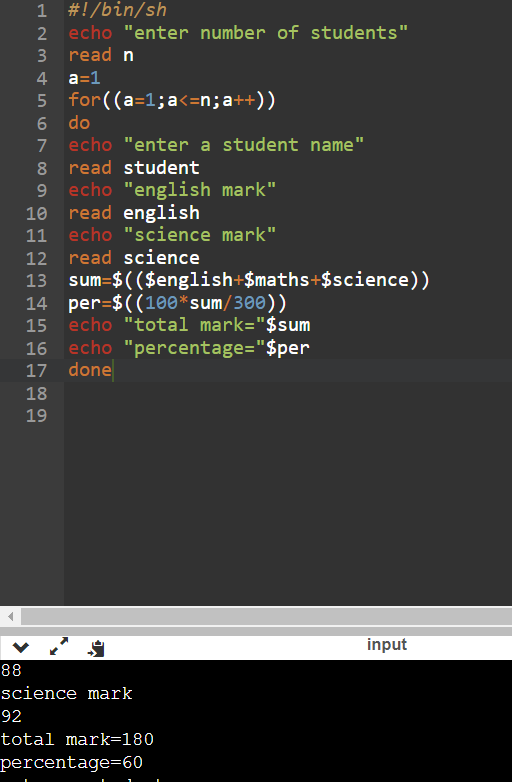 1 #!/bin/sh
2 echo "enter number of students"
3 read n
4 a=1
5 for((a=1;a<=n;a++))
6 do
7 echo "enter a student name"
8 read student
9 echo "english mark"
10 read english
11 echo "science mark"
12 read science
13 sum=$(($english+$maths+$science))
14 per=$((100*sum/300))
15 echo "total mark="$sum
16 echo "percentage="$per
17 done
18
19
input
88
science mark
92
total mark=180
percentage=60